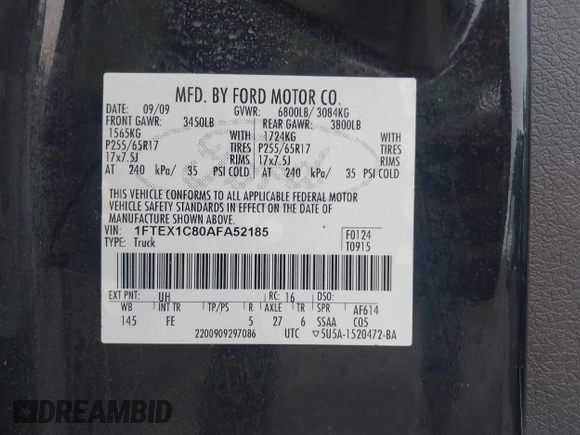 MFD. BY FORD MOTOR CO.
DATE: 09/09 GVWR: 6800LB/ 3084KG
FRONT GAWR: 3450LB REAR GAWR: 3800LB
1565KG WITH 1724KG WITH
P255/65R17 TIRES P255/65R17 TIRES
17x7.5J RIMS 17x7.5J RIMS
AT 240 kPa/ 35 PSI COLD AT 240 kPa/ 35 PSI COLD
THIS VEHICLE CONFORMS TO ALL APPLICABLE FEDERAL MOTOR
VEHICLE SAFETY STANDARDS IN EFFECT ON THE DATE OF
MANUFACTURE SHOWN ABOVE.
VIN: 1FTEX1C80AFA52185 F0124
TYPE: Truck T0915
EXT PNT: UH RC: 16 DSO:
WB INT TR TP/PS R AXLE TR SPR AF614
145 FE 5 27 6 SSAA C05
2200909297086 UTC ▽5U5A-1520472-BA
Ford
DREAMBID